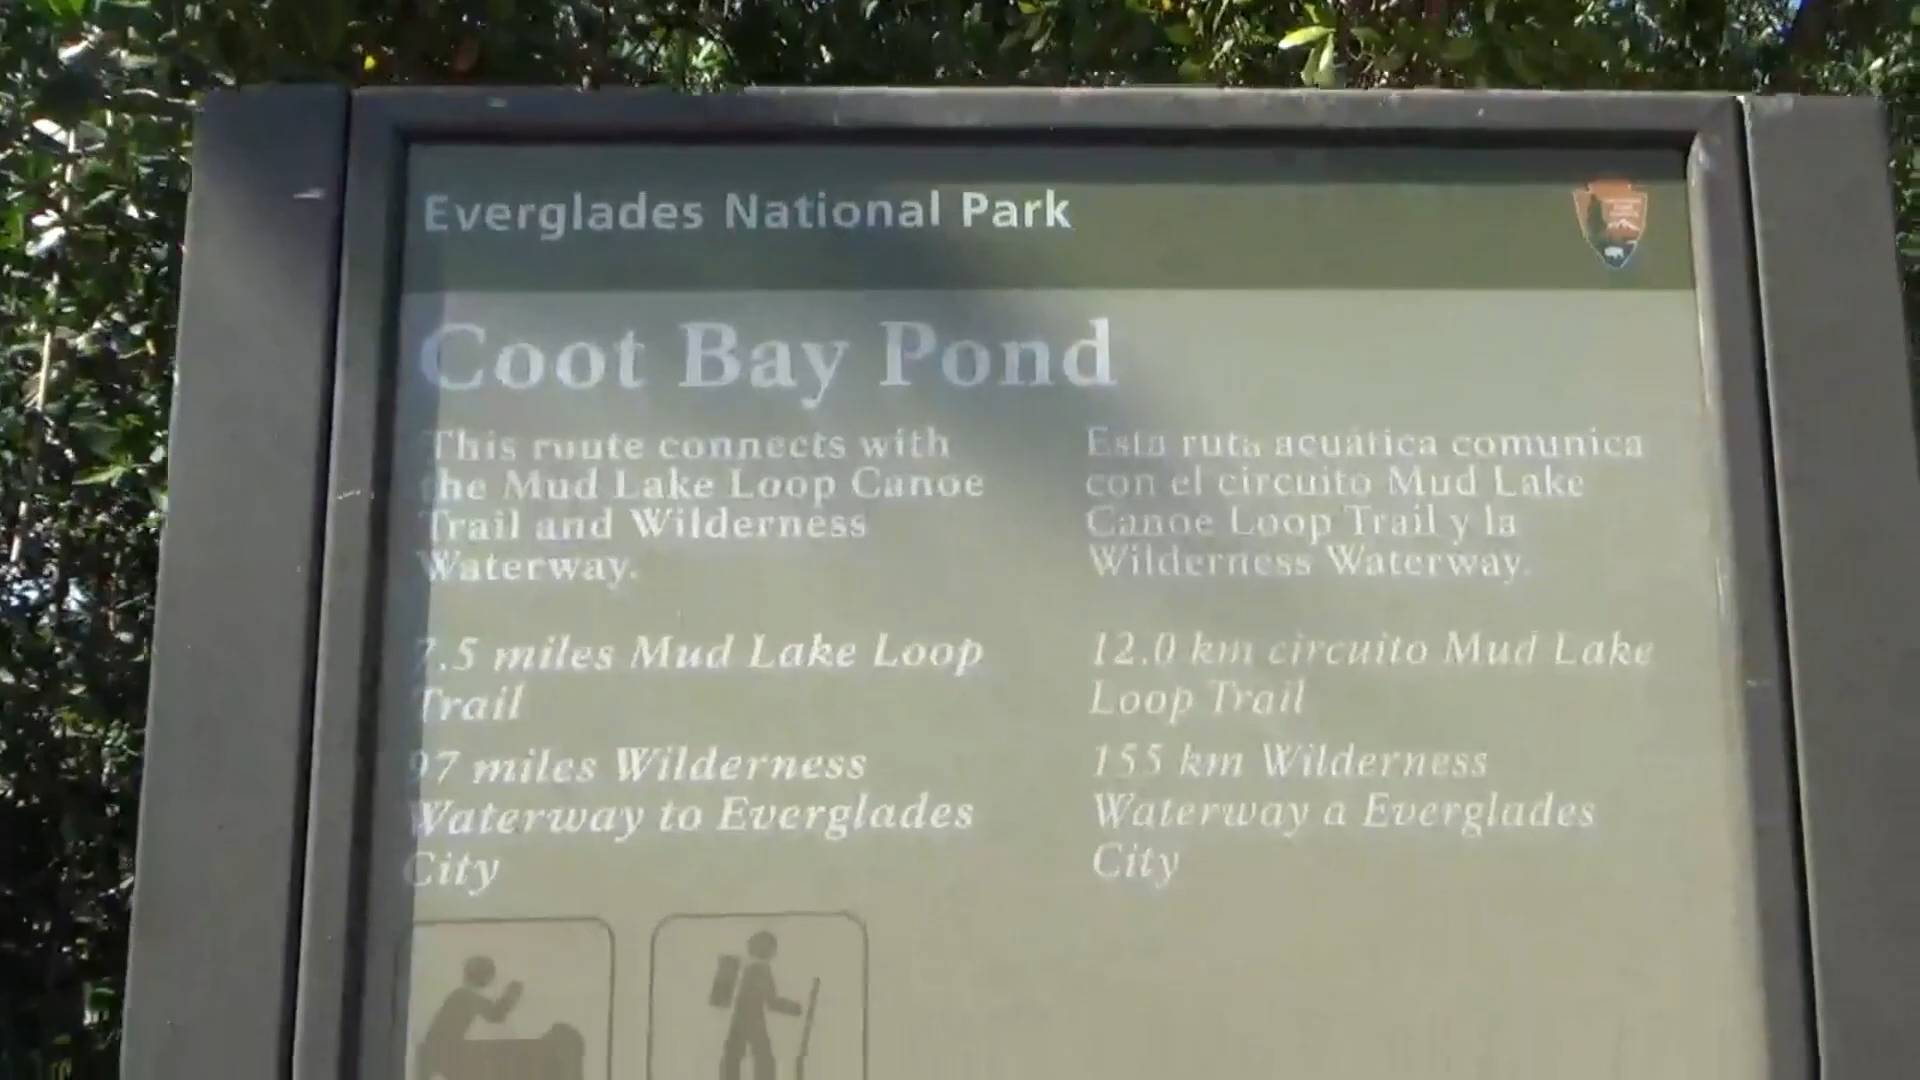 Everglades National Park
Coot Bay Pond
This route connects with
the Mud Lake Loop Canoe
Trail and Wilderness
Waterway.
7.5 miles Mud Lake Loop
Trail
97 miles Wilderness
Waterway to Everglades
City
Esta ruta acuática comunica
con el circuito Mud Lake
Canoe Loop Trail y la
Wilderness Waterway.
12.0 km circuito Mud Lake
Loop Trail
155 km Wilderness
Waterway a Everglades
City